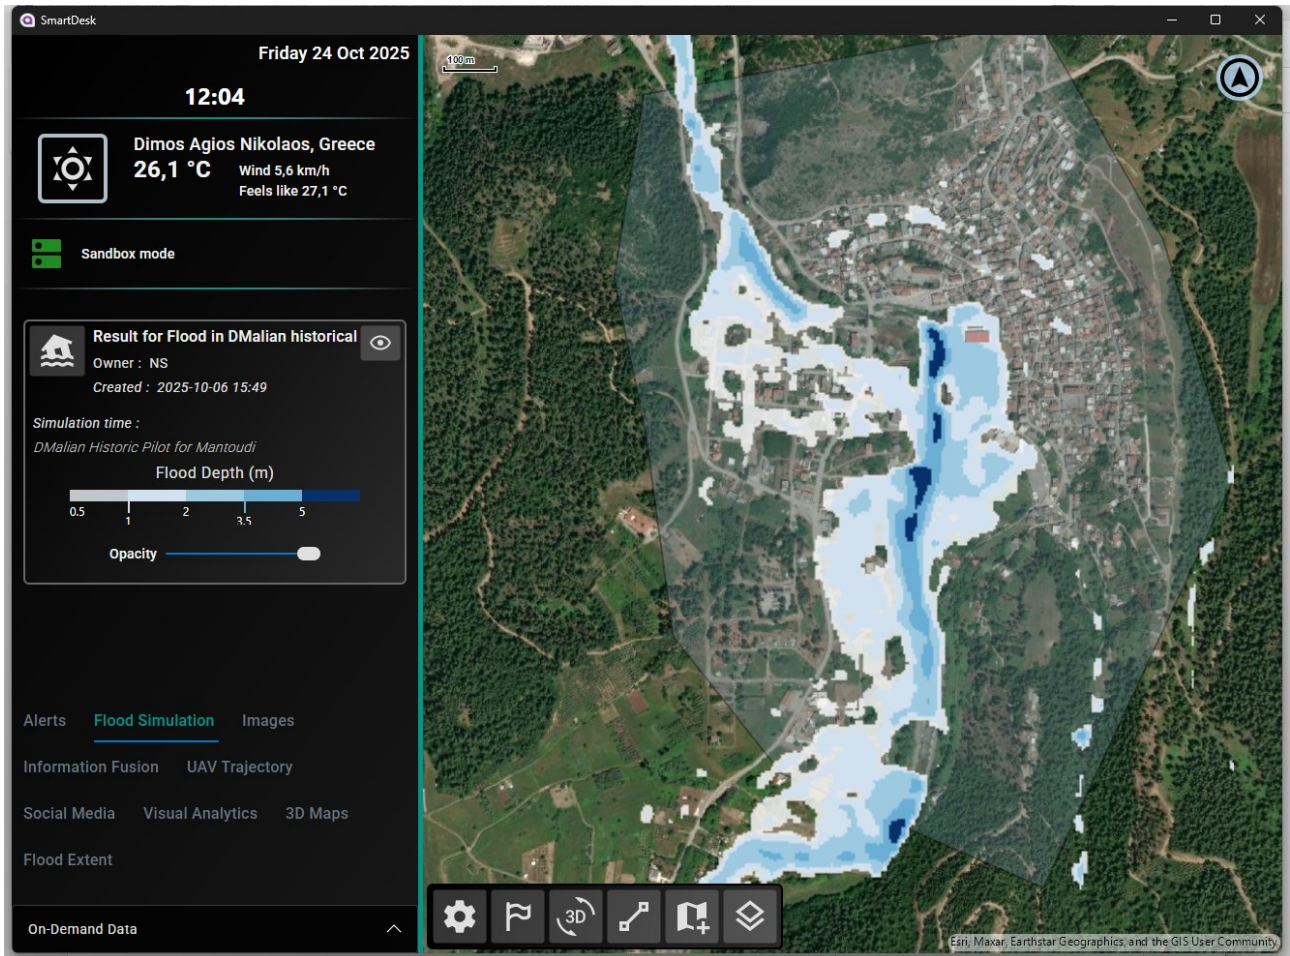 SmartDesk
Friday 24 Oct 2025
12:04
Dimos Agios Nikolaos, Greece
26,1 °C
Wind 5,6 km/h
Feels like 27,1 °C
Sandbox mode
Result for Flood in DMalian historical
Owner : NS
Created : 2025-10-06 15:49
Simulation time :
DMalian Historic Pilot for Mantoudi
Flood Depth (m)
0.5 1 2 3.5 5
Opacity
Alerts Flood Simulation Images
Information Fusion UAV Trajectory
Social Media Visual Analytics 3D Maps
Flood Extent
On-Demand Data
100 m
3D
Esri, Maxar, Earthstar Geographics, and the GIS User Community